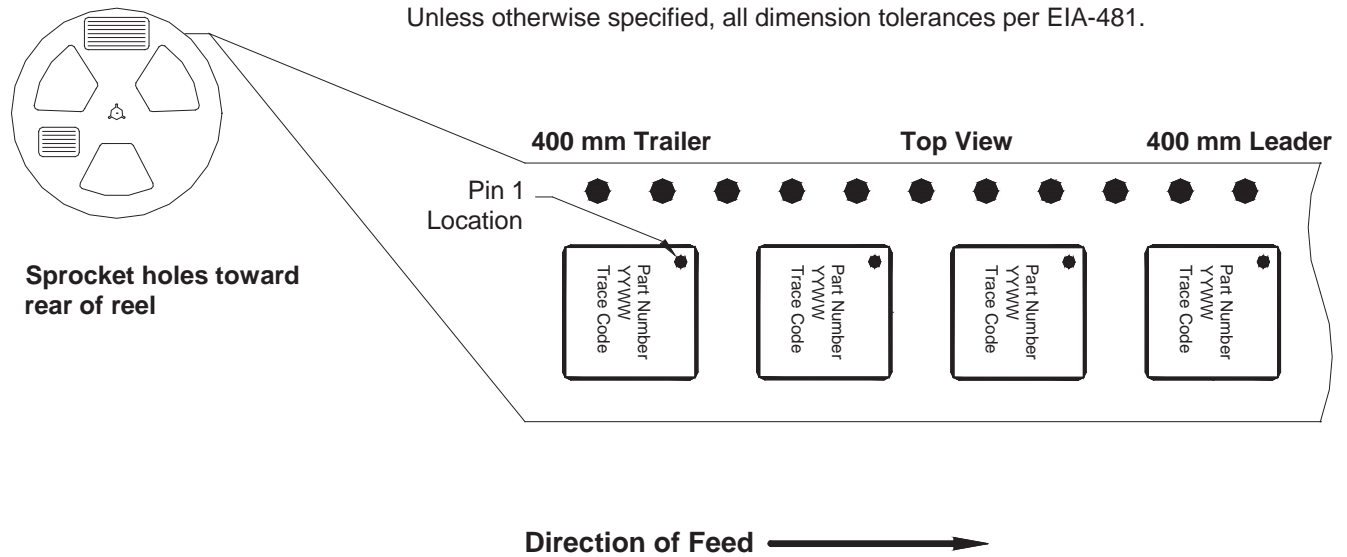 Unless otherwise specified, all dimension tolerances per EIA-481.
400 mm Trailer
Top View
400 mm Leader
Pin 1
Location
Sprocket holes toward
rear of reel
Part Number
YYWW
Trace Code
Part Number
YYWW
Trace Code
Part Number
YYWW
Trace Code
Part Number
YYWW
Trace Code
Direction of Feed